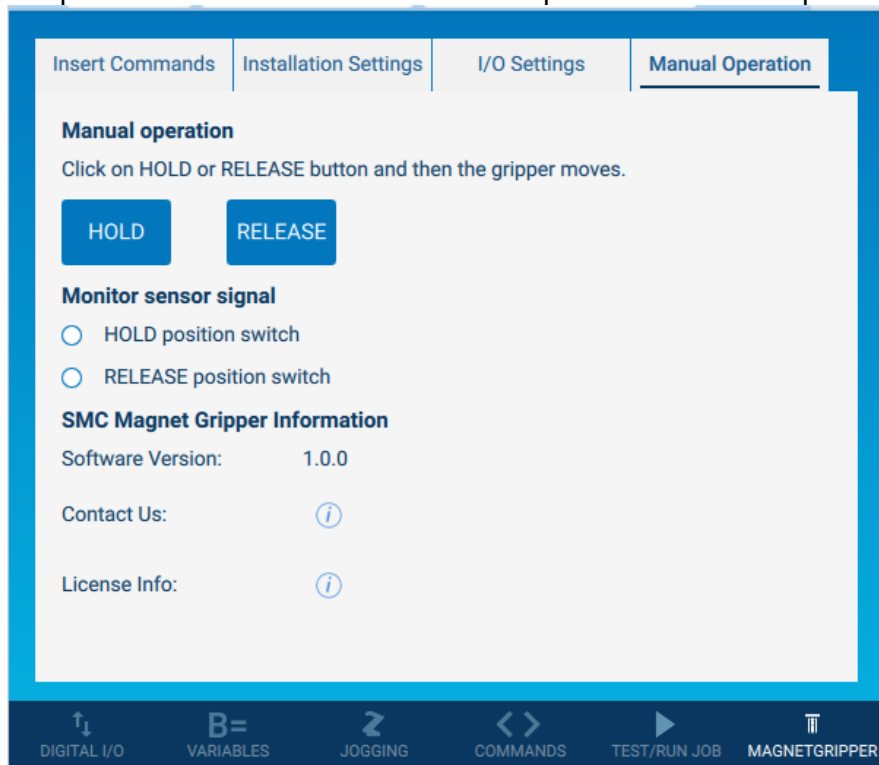 Insert Commands Installation Settings I/O Settings Manual Operation
Manual operation
Click on HOLD or RELEASE button and then the gripper moves.
HOLD RELEASE
Monitor sensor signal
HOLD position switch
RELEASE position switch
SMC Magnet Gripper Information
Software Version: 1.0.0
Contact Us: i
License Info: i
B=
DIGITAL I/O VARIABLES JOGGING COMMANDS TEST/RUN JOB MAGNETGRIPPER